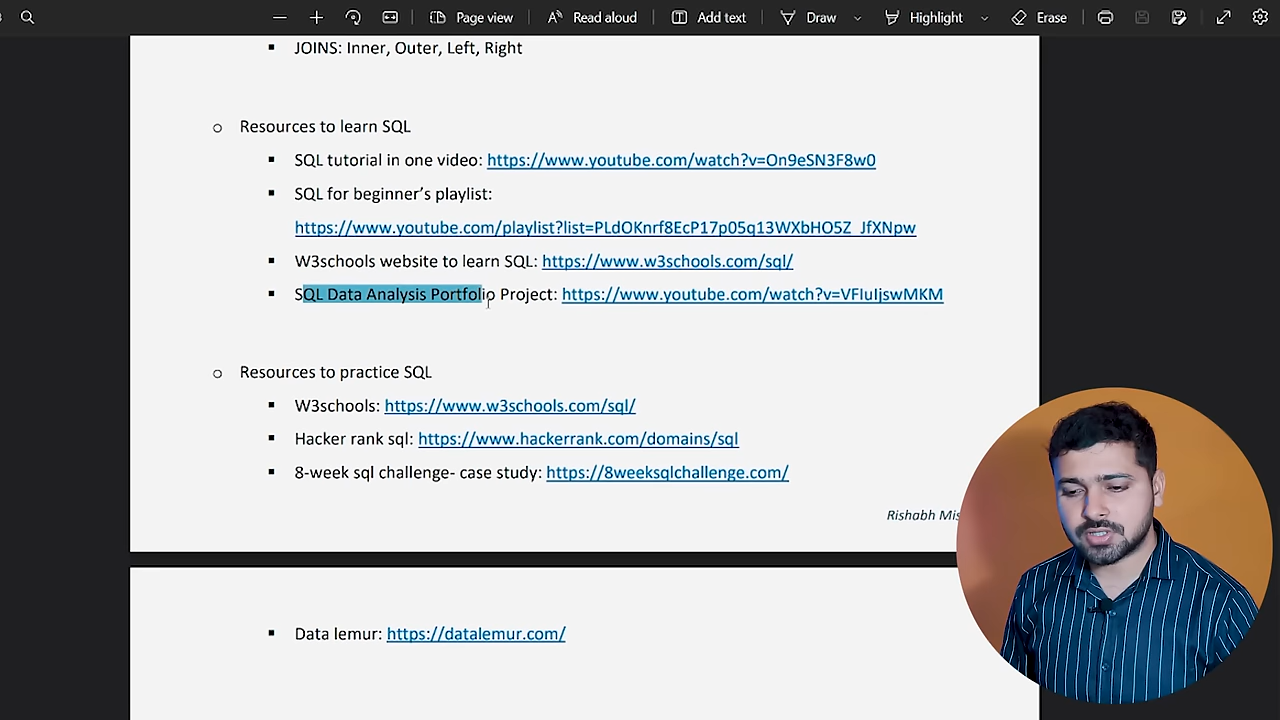 Page view
Read aloud
Add text
Draw
Highlight
Erase
▪ JOINS: Inner, Outer, Left, Right
o Resources to learn SQL
▪ SQL tutorial in one video: https://www.youtube.com/watch?v=On9eSN3F8w0
▪ SQL for beginner’s playlist:
https://www.youtube.com/playlist?list=PLdOKnrf8EcP17p05q13WXbHO5Z_JfXNpw
▪ W3schools website to learn SQL: https://www.w3schools.com/sql/
▪ SQL Data Analysis Portfolio Project: https://www.youtube.com/watch?v=VFIuIjswMKM
o Resources to practice SQL
▪ W3schools: https://www.w3schools.com/sql/
▪ Hacker rank sql: https://www.hackerrank.com/domains/sql
▪ 8-week sql challenge- case study: https://8weeksqlchallenge.com/
Rishabh
▪ Data lemur: https://datalemur.com/